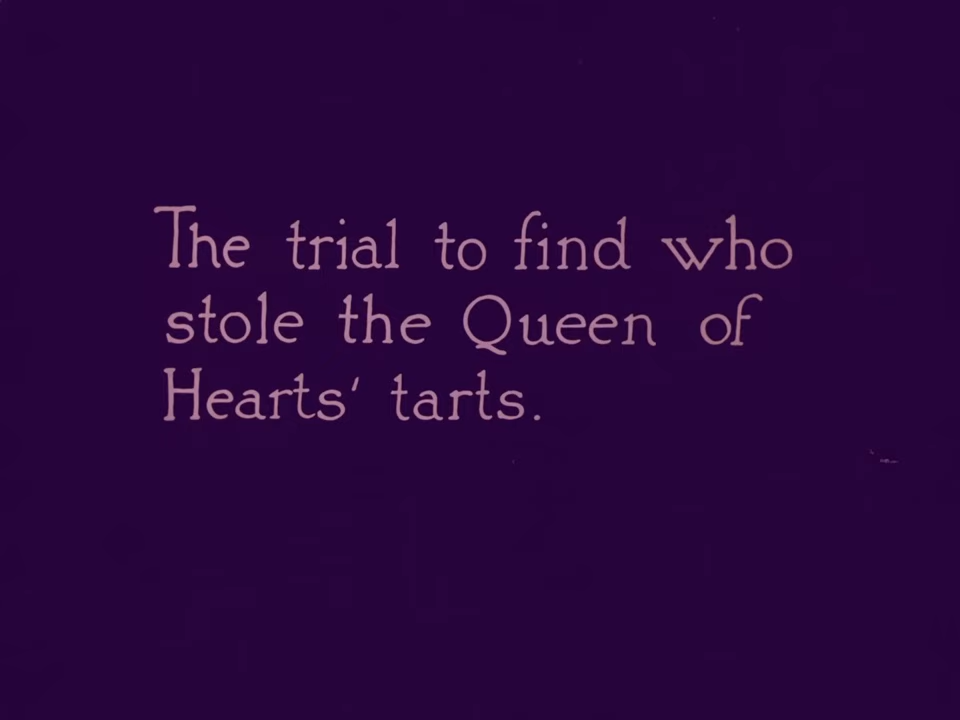 The trial to find who
stole the Queen of
Hearts' tarts.